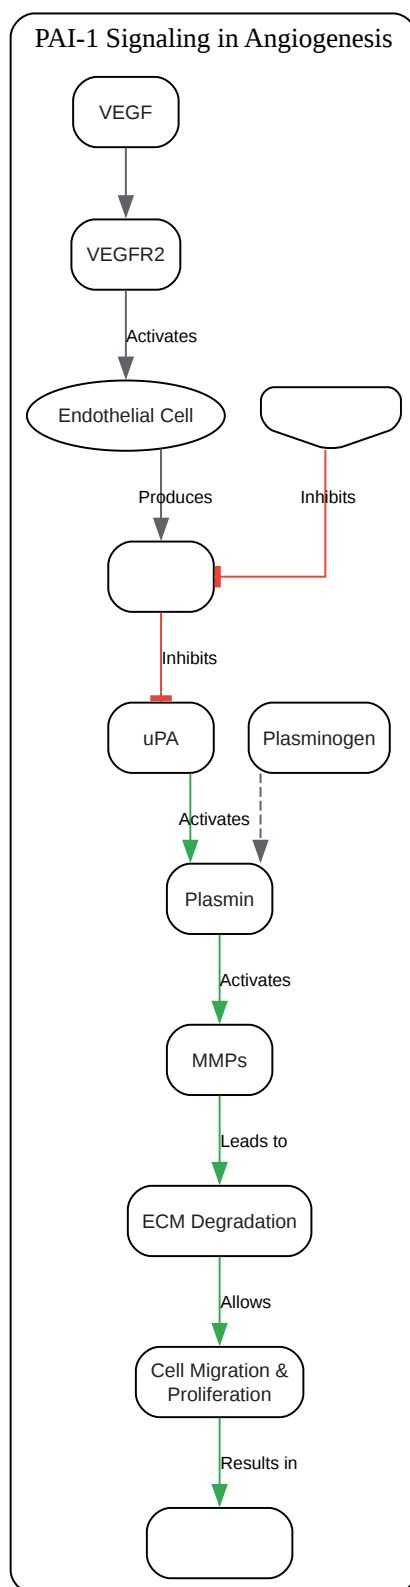 PAI-1 Signaling in Angiogenesis
VEGF
VEGFR2
Activates
Endothelial Cell
Produces
Inhibits
Inhibits
uPA
Plasminogen
Activates
Plasmin
Activates
MMPs
Leads to
ECM Degradation
Allows
Cell Migration &
Proliferation
Results in